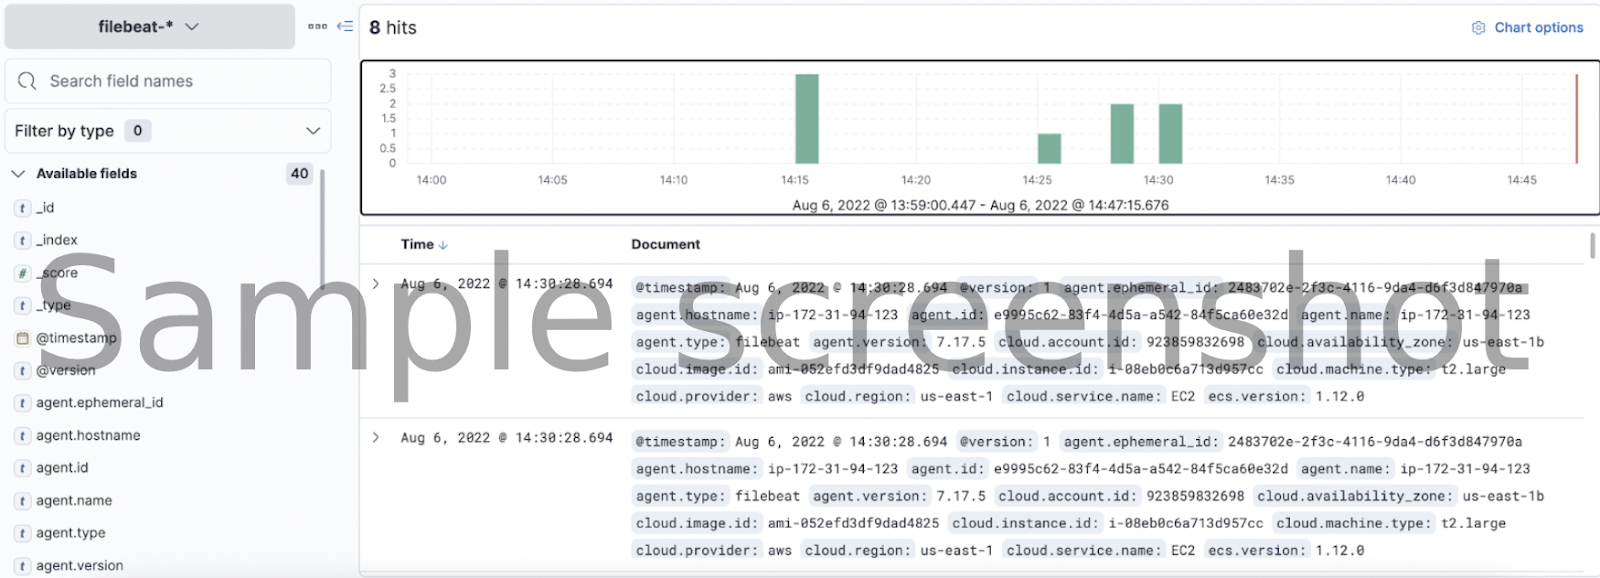 filebeat-*
8 hits
Chart options
Search field names
Filter by type 0
Available fields 40
_id
_index
_score
_type
@timestamp
@version
agent.ephemeral_id
agent.hostname
agent.id
agent.name
agent.type
agent.version
3
2.5
2
1.5
1
0.5
0
14:00 14:05 14:10 14:15 14:20 14:25 14:30 14:35 14:40 14:45
Aug 6, 2022 @ 13:59:00.447 - Aug 6, 2022 @ 14:47:15.676
Time Document
Aug 6, 2022 @ 14:30:28.694
@timestamp: Aug 6, 2022 @ 14:30:28.694 @version: 1 agent.ephemeral_id: 2483702e-2f3c-4116-9da4-d6f3d847970a
agent.hostname: ip-172-31-94-123 agent.id: e9995c62-83f4-4d5a-a542-84f5ca60e32d agent.name: ip-172-31-94-123
agent.type: filebeat agent.version: 7.17.5 cloud.account.id: 923859832698 cloud.availability_zone: us-east-1b
cloud.image.id: ami-052efd3df9dad4825 cloud.instance.id: i-08eb0c6a713d957cc cloud.machine.type: t2.large
cloud.provider: aws cloud.region: us-east-1 cloud.service.name: EC2 ecs.version: 1.12.0
Aug 6, 2022 @ 14:30:28.694
@timestamp: Aug 6, 2022 @ 14:30:28.694 @version: 1 agent.ephemeral_id: 2483702e-2f3c-4116-9da4-d6f3d847970a
agent.hostname: ip-172-31-94-123 agent.id: e9995c62-83f4-4d5a-a542-84f5ca60e32d agent.name: ip-172-31-94-123
agent.type: filebeat agent.version: 7.17.5 cloud.account.id: 923859832698 cloud.availability_zone: us-east-1b
cloud.image.id: ami-052efd3df9dad4825 cloud.instance.id: i-08eb0c6a713d957cc cloud.machine.type: t2.large
cloud.provider: aws cloud.region: us-east-1 cloud.service.name: EC2 ecs.version: 1.12.0
Sample screenshot